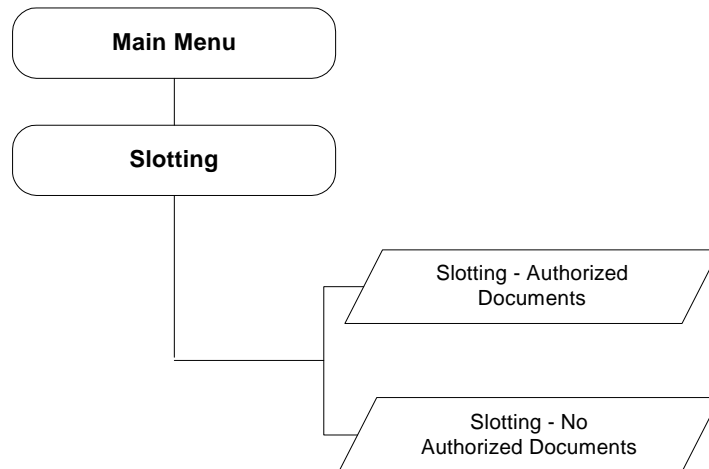 Main Menu
Slotting
Slotting - Authorized
Documents
Slotting - No
Authorized Documents